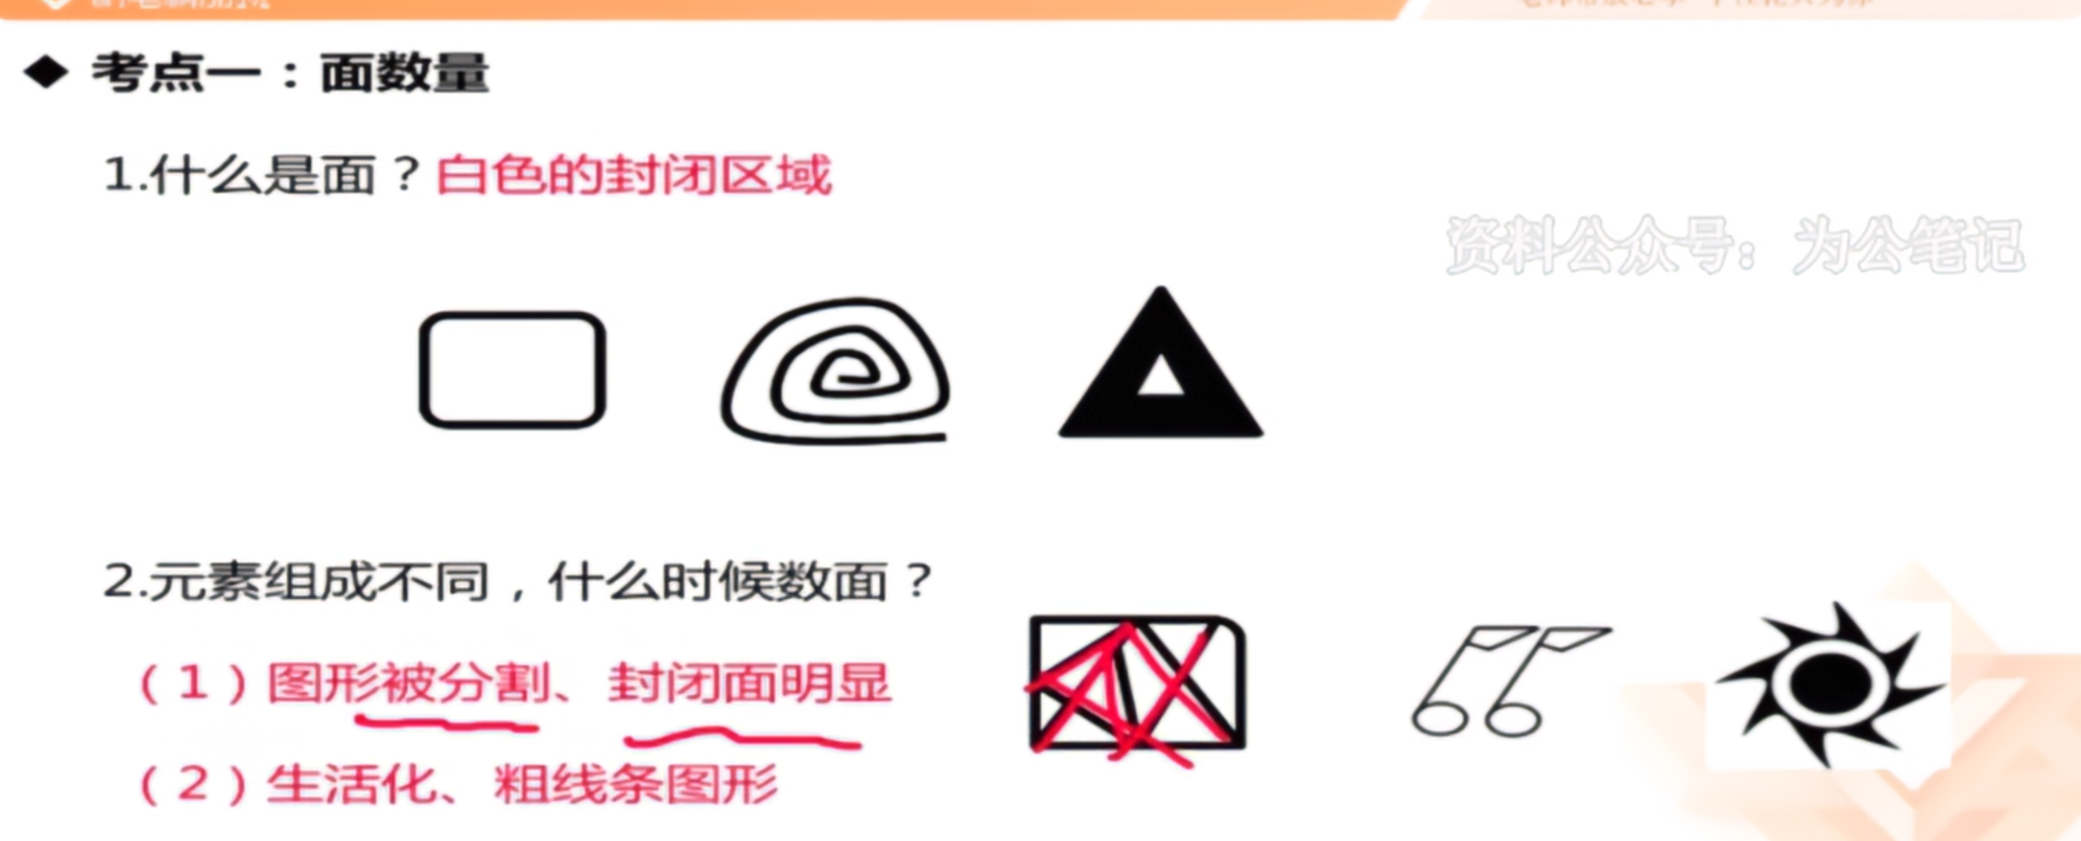 ◆ 考点一：面数量
1.什么是面？白色的封闭区域
资料公众号：为公笔记
2.元素组成不同，什么时候数面？
（1）图形被分割、封闭面明显
（2）生活化、粗线条图形